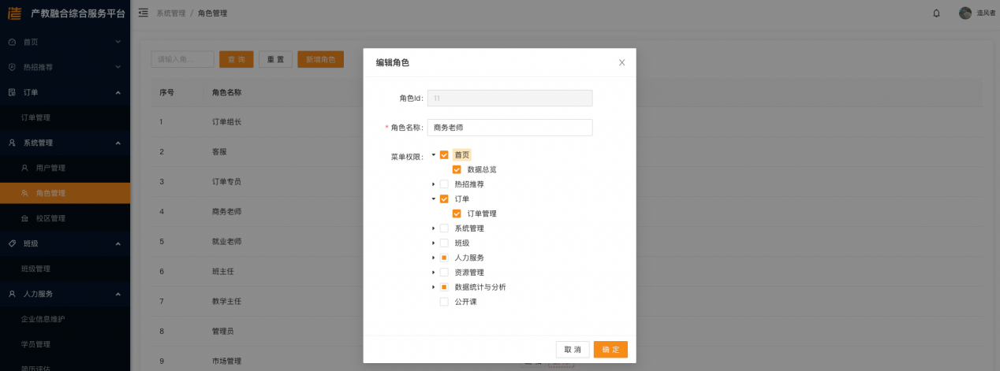 产教融合综合服务平台
系统管理 / 角色管理
造风者
首页
热招推荐
订单
订单管理
系统管理
用户管理
角色管理
校区管理
班级
班级管理
人力服务
企业信息维护
学员管理
简历评估
请输入角...
查 询
重 置
新增角色
序号
角色名称
1
订单组长
2
客服
3
订单专员
4
商务老师
5
就业老师
6
班主任
7
教学主任
8
管理员
9
市场管理
编辑角色
角色Id:
11
* 角色名称:
商务老师
菜单权限:
首页
数据总览
热招推荐
订单
订单管理
系统管理
班级
人力服务
资源管理
数据统计与分析
公开课
取 消
确 定